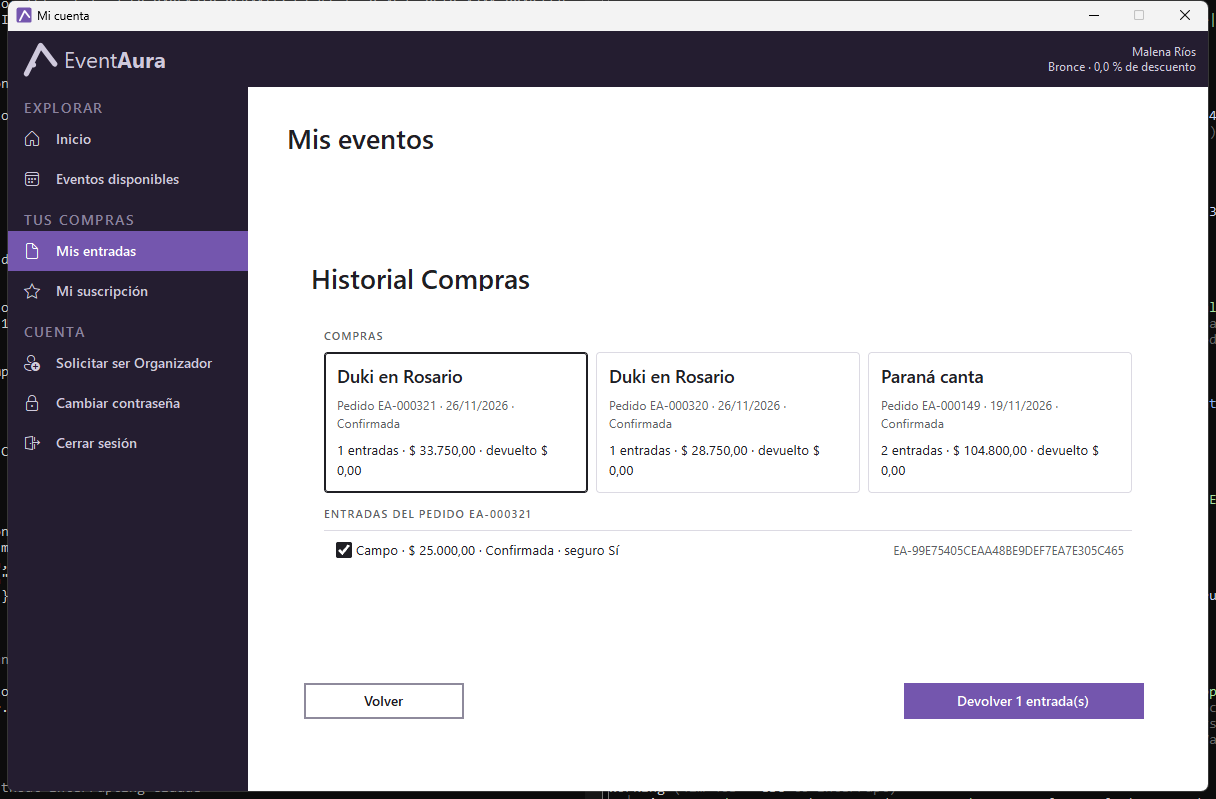 Mi cuenta
EventAura
Malena Ríos
Bronce · 0,0 % de descuento
EXPLORAR
Inicio
Eventos disponibles
TUS COMPRAS
Mis entradas
Mi suscripción
CUENTA
Solicitar ser Organizador
Cambiar contraseña
Cerrar sesión
Mis eventos
Historial Compras
COMPRAS
Duki en Rosario
Pedido EA-000321 · 26/11/2026 ·
Confirmada
1 entradas · $ 33.750,00 · devuelto $
0,00
Duki en Rosario
Pedido EA-000320 · 26/11/2026 ·
Confirmada
1 entradas · $ 28.750,00 · devuelto $
0,00
Paraná canta
Pedido EA-000149 · 19/11/2026 ·
Confirmada
2 entradas · $ 104.800,00 · devuelto $
0,00
ENTRADAS DEL PEDIDO EA-000321
Campo · $ 25.000,00 · Confirmada · seguro Sí
EA-99E75405CEAA48BE9DEF7EA7E305C465
Volver
Devolver 1 entrada(s)